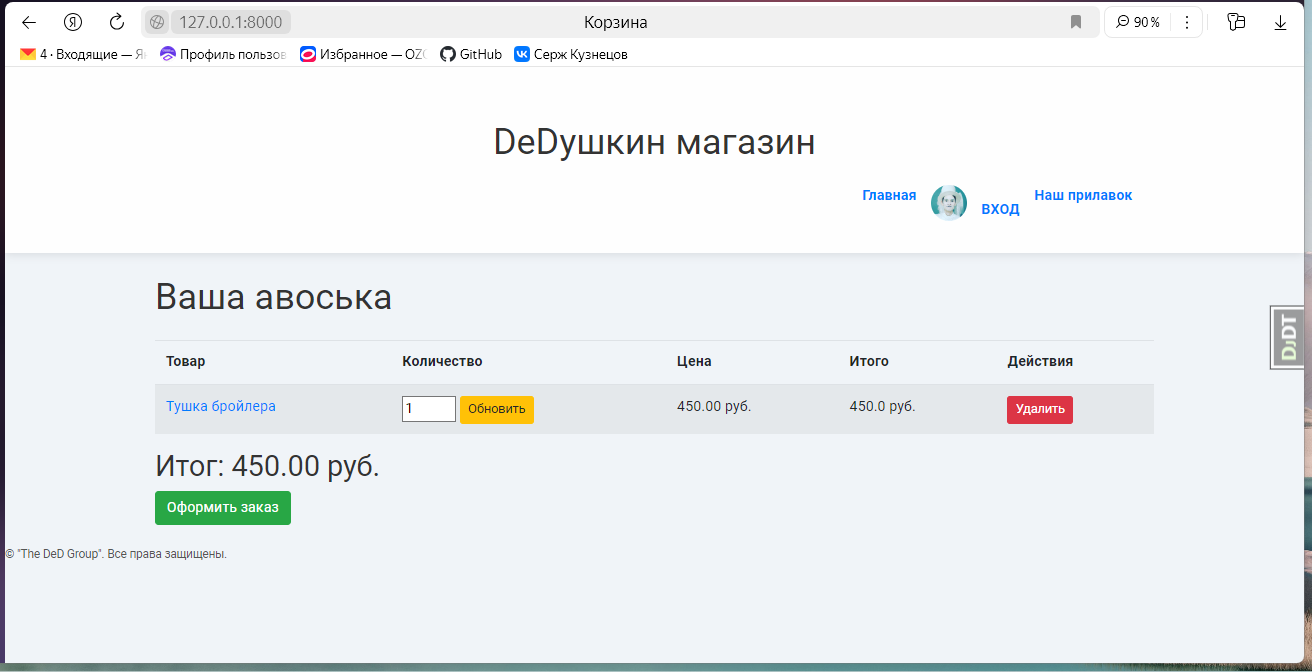 127.0.0.1:8000 Корзина 90%
4 · Входящие — Ян Профиль пользов Избранное — OZO GitHub Серж Кузнецов
DeDушкин магазин
Главная ВХОД Наш прилавок
Ваша авоська
Товар Количество Цена Итого Действия
Тушка бройлера 1 Обновить 450.00 руб. 450.0 руб. Удалить
Итог: 450.00 руб.
Оформить заказ
© "The DeD Group". Все права защищены.
DjDT